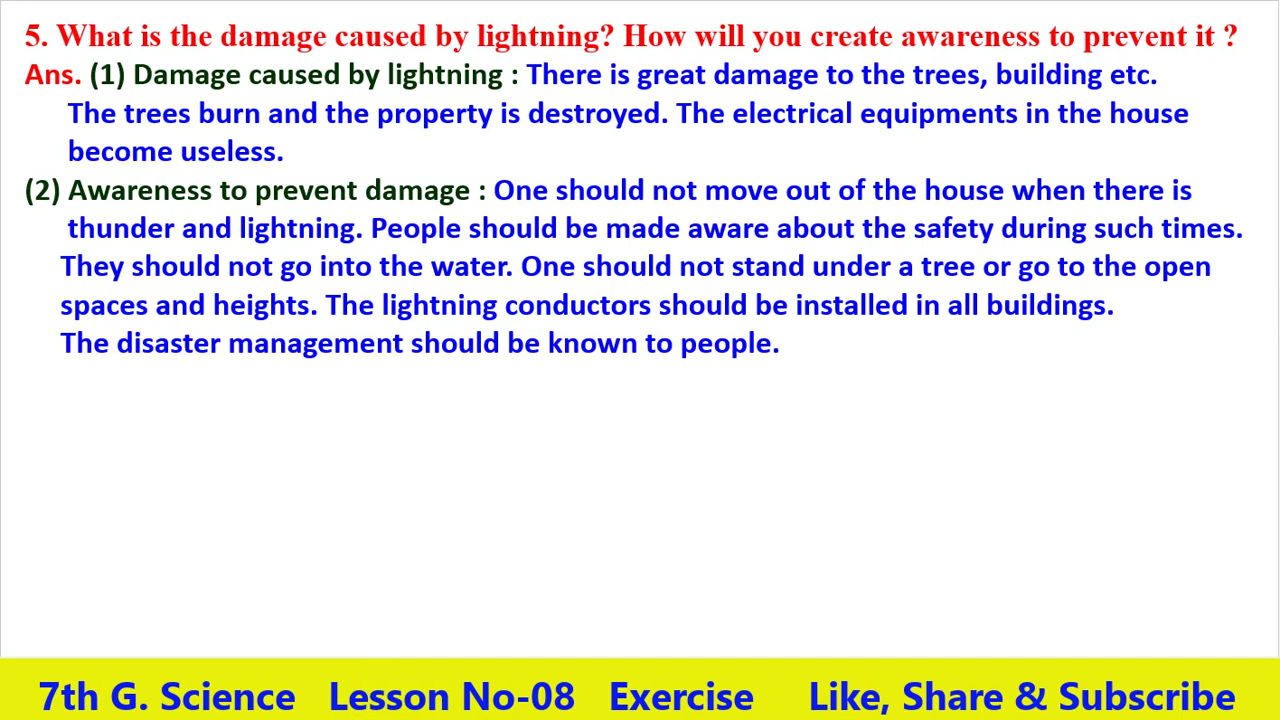 5. What is the damage caused by lightning? How will you create awareness to prevent it ?
Ans. (1) Damage caused by lightning : There is great damage to the trees, building etc.
The trees burn and the property is destroyed. The electrical equipments in the house
become useless.
(2) Awareness to prevent damage : One should not move out of the house when there is
thunder and lightning. People should be made aware about the safety during such times.
They should not go into the water. One should not stand under a tree or go to the open
spaces and heights. The lightning conductors should be installed in all buildings.
The disaster management should be known to people.
7th G. Science Lesson No-08 Exercise Like, Share & Subscribe